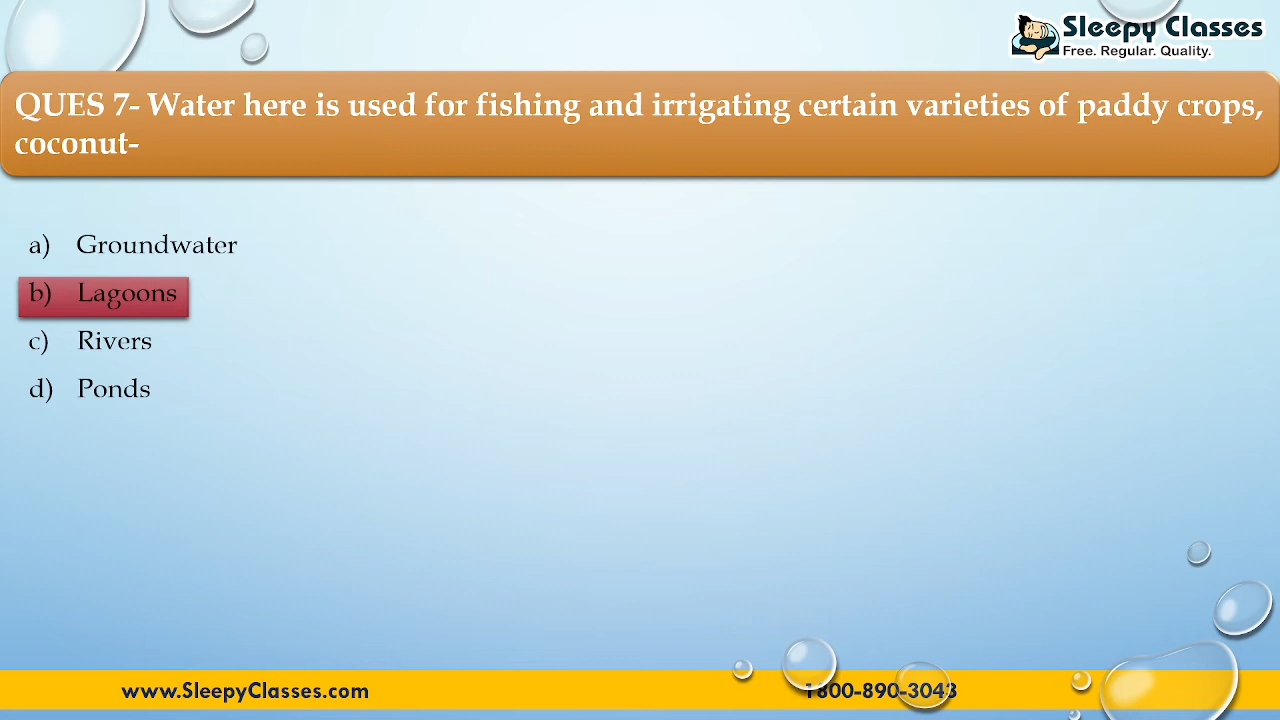 Sleepy Classes
Free. Regular. Quality.
QUES 7- Water here is used for fishing and irrigating certain varieties of paddy crops,
coconut-
a) Groundwater
b) Lagoons
c) Rivers
d) Ponds
www.SleepyClasses.com 1800-890-3043